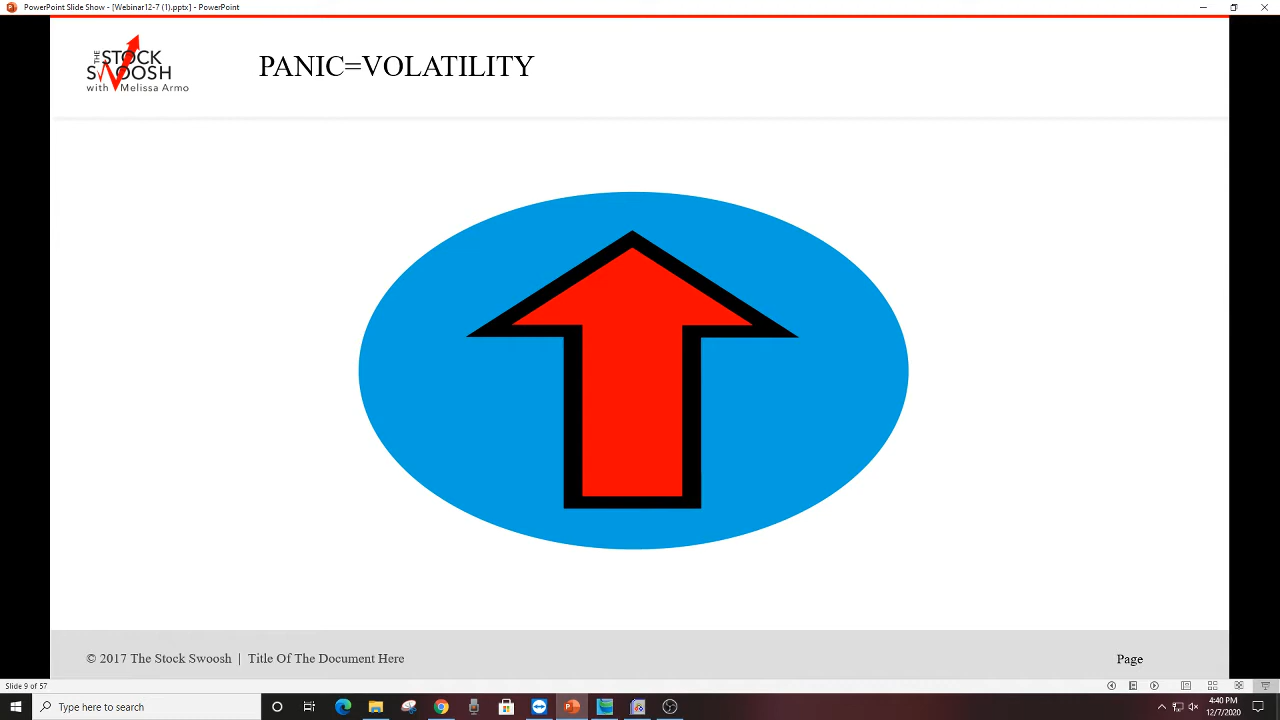 PowerPoint Slide Show - [Webinar12-7 (1).pptx] - PowerPoint
THE
STOCK
SWOOSH
with Melissa Armo
PANIC=VOLATILITY
© 2017 The Stock Swoosh | Title Of The Document Here
Page
Slide 9 of 57
Type here to search
4:40 PM
12/7/2020